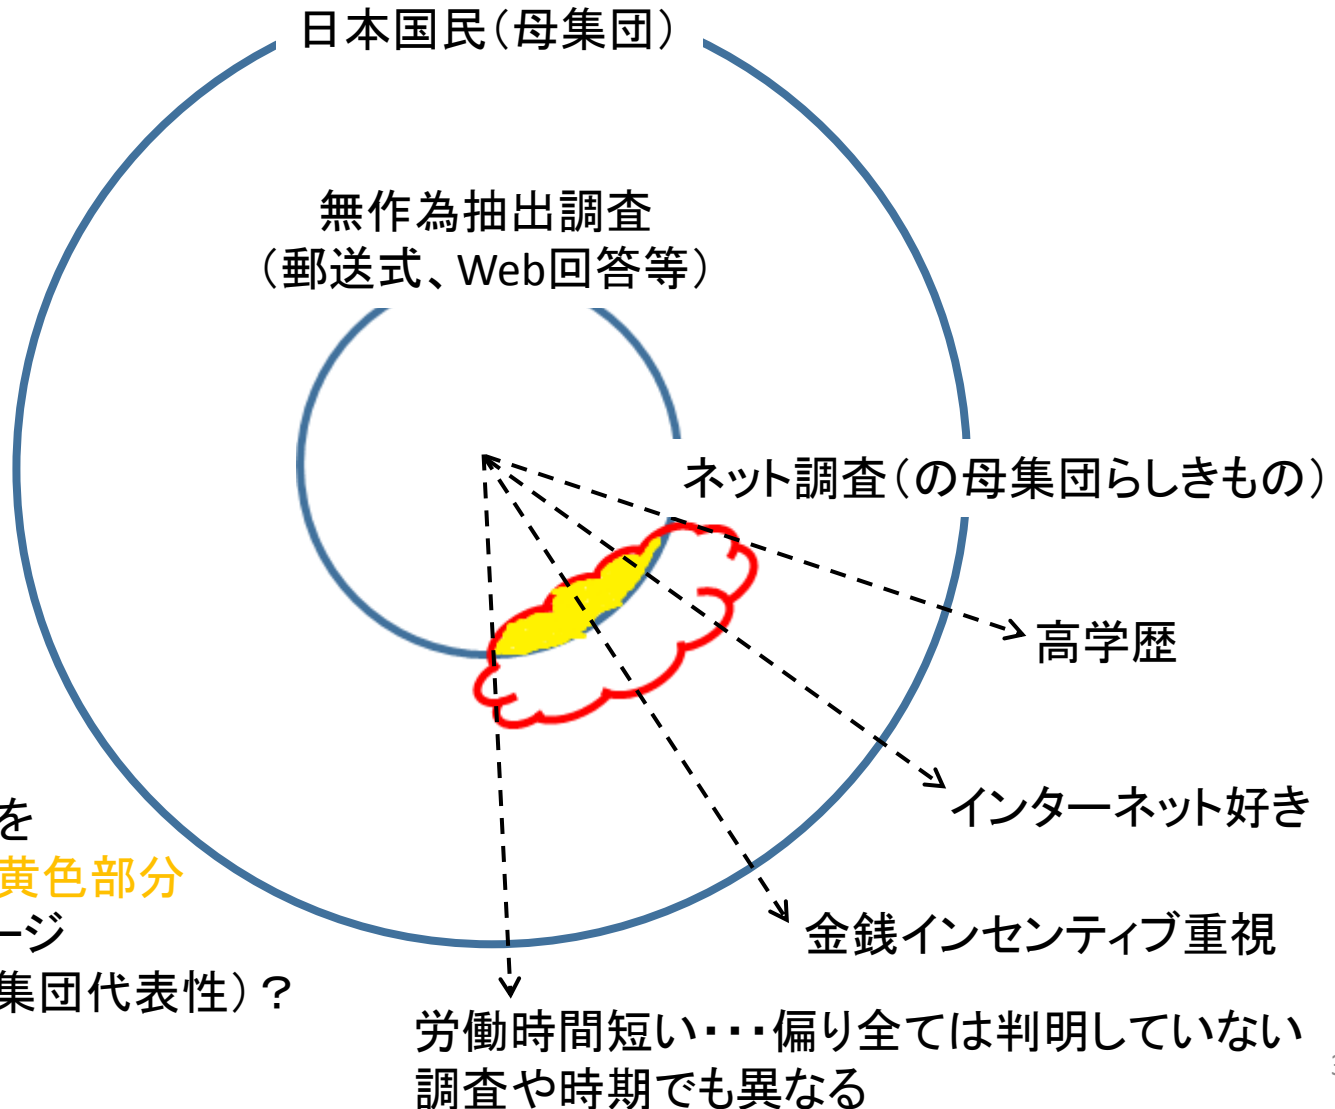 日本国民（母集団）
無作為抽出調査
（郵送式、Web回答等）
ネット調査（の母集団らしきもの）
高学歴
インターネット好き
金銭インセンティブ重視
労働時間短い・・・偏り全ては判明していない
調査や時期でも異なる
を
黄色部分
ージ
集団代表性）？
3